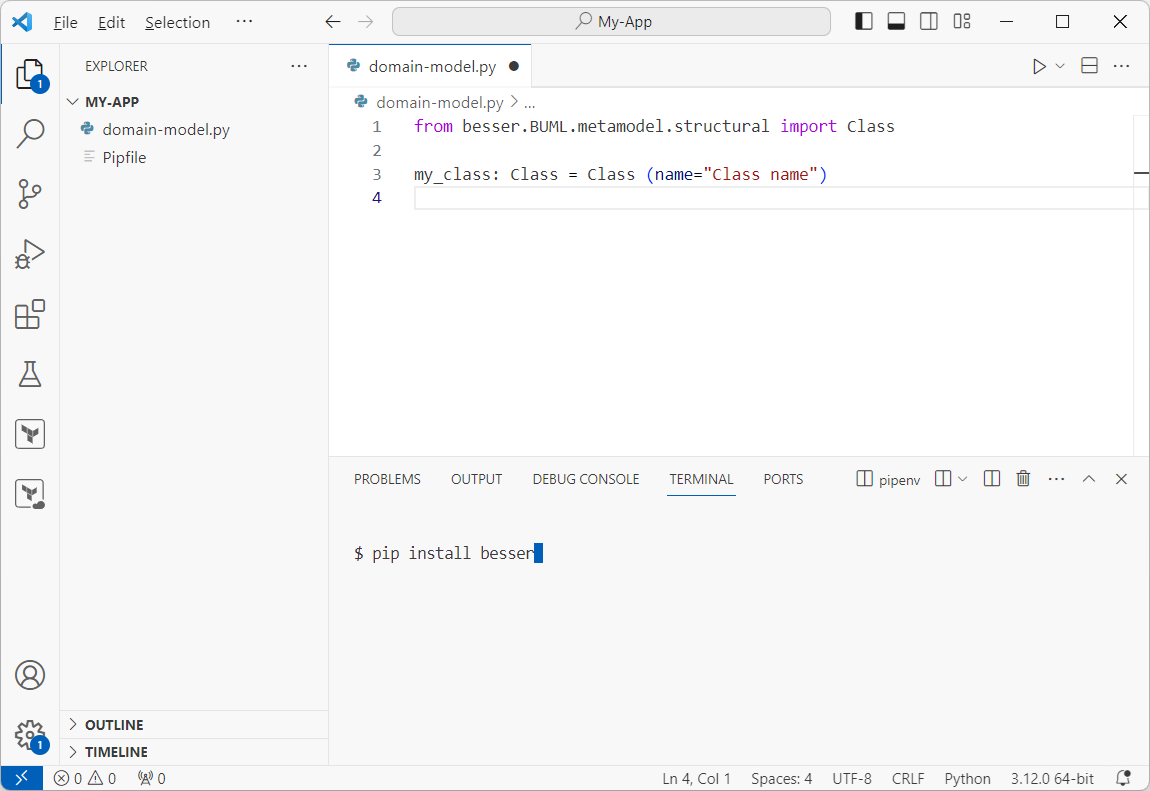 File Edit Selection ··· My-App
EXPLORER ···
1
MY-APP
domain-model.py
Pipfile
domain-model.py
domain-model.py > ...
1 from besser.BUML.metamodel.structural import Class
2
3 my_class: Class = Class (name="Class name")
4
PROBLEMS OUTPUT DEBUG CONSOLE TERMINAL PORTS pipenv
$ pip install besser
OUTLINE
1
TIMELINE
0 0 0 Ln 4, Col 1 Spaces: 4 UTF-8 CRLF Python 3.12.0 64-bit